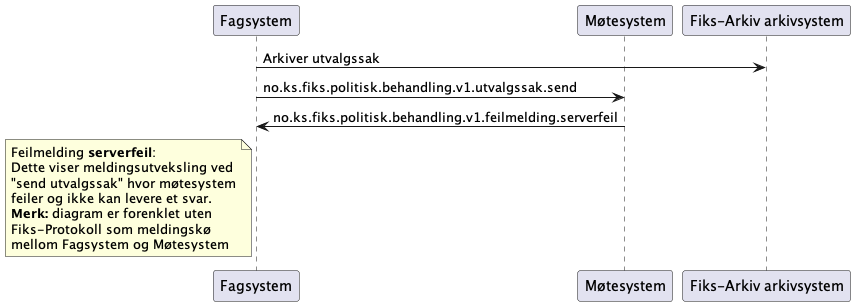 Fagsystem
Møtesystem
Fiks-Arkiv arkivsystem
Arkiver utvalgssak
no.ks.fiks.politisk.behandling.v1.utvalgssak.send
no.ks.fiks.politisk.behandling.v1.feilmelding.serverfeil
Feilmelding serverfeil:
Dette viser meldingsutveksling ved
"send utvalgssak" hvor møtesystem
feiler og ikke kan levere et svar.
Merk: diagram er forenklet uten
Fiks-Protokoll som meldingskø
mellom Fagsystem og Møtesystem
Fagsystem
Møtesystem
Fiks-Arkiv arkivsystem